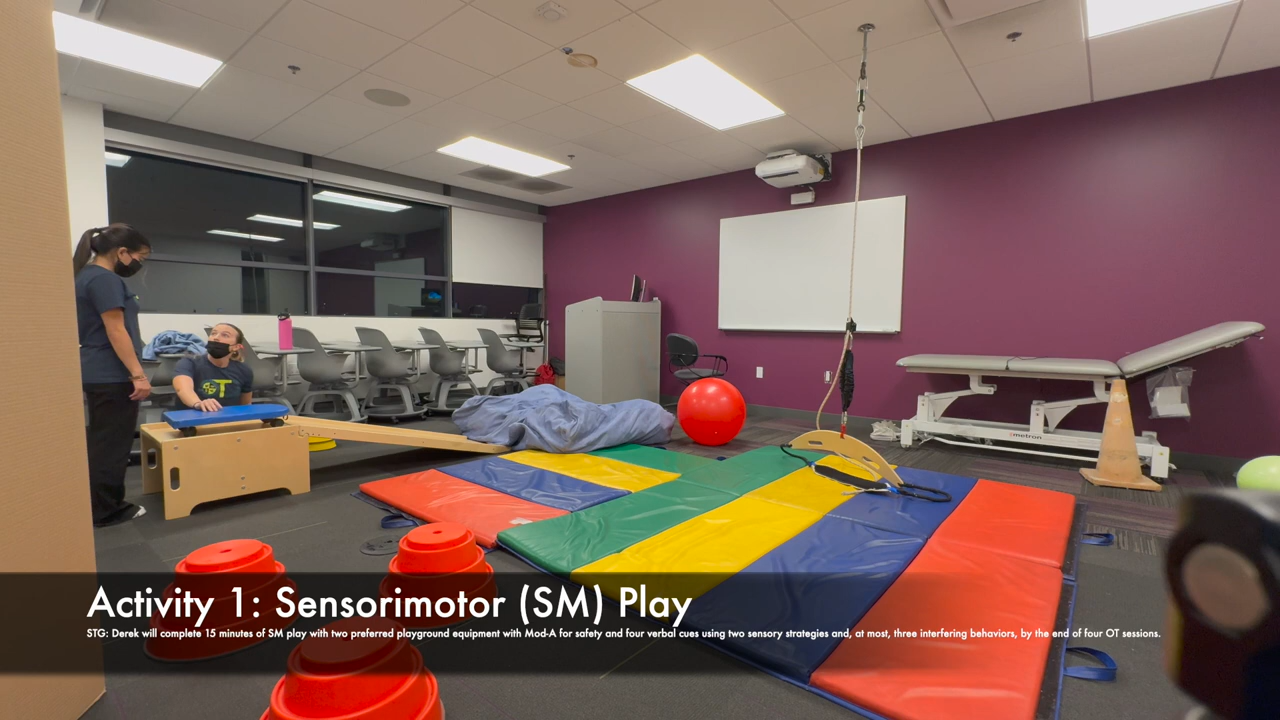 metron
Activity 1: Sensorimotor (SM) Play
STG: Derek will complete 15 minutes of SM play with two preferred playground equipment with Mod-A for safety and four verbal cues using two sensory strategies and, at most, three interfering behaviors, by the end of four OT sessions.